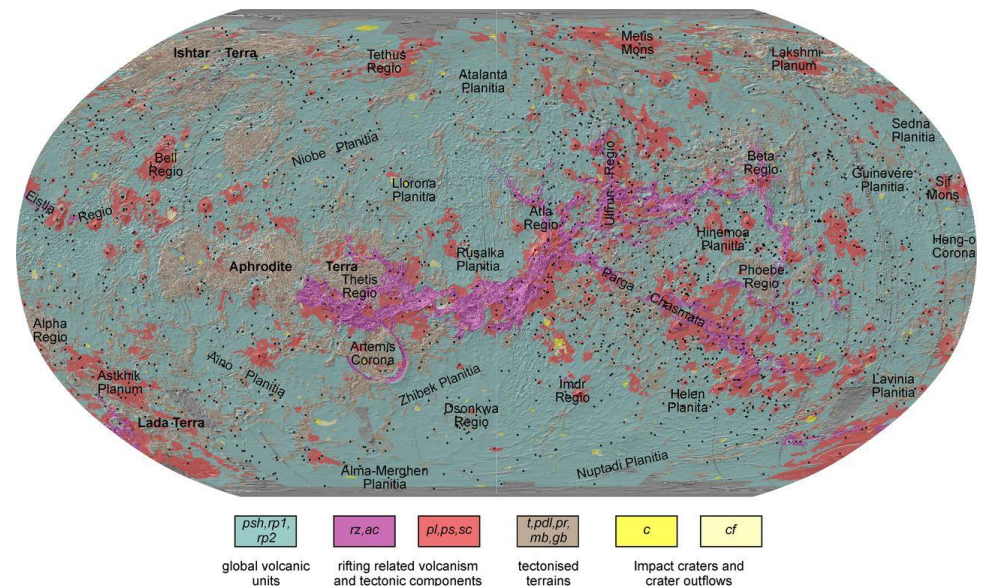 Metis
Mons
Ishtar Terra
Tethus
Regio
Lakshmi
Planum
Atalanta
Planitia
Sedna
Planitia
Niobe Planitia
Bell
Regio
Beta
Regio
Ulfrun Regio
Guinevere
Planitia
Sif
Mons
Llorona
Planitia
Eistla Regio
Atla
Regio
Hinemoa
Planitia
Heng-o
Corona
Rusalka
Planitia
Aphrodite Terra
Thetis
Regio
Phoebe
Regio
Parga Chasmata
Alpha
Regio
Artemis
Corona
Aino Planitia
Zhibek Planitia
Astkhik
Planum
Imdr
Regio
Helen
Planita
Lavinia
Planitia
Dsonkwa
Regio
Lada Terra
Nuptadi Planitia
Alma-Merghen
Planitia
psh,rp1,
rp2
rz,ac
pl,ps,sc
t,pdl,pr,
mb,gb
c
cf
global volcanic
units
rifting related volcanism
and tectonic components
tectonised
terrains
Impact craters and
crater outflows